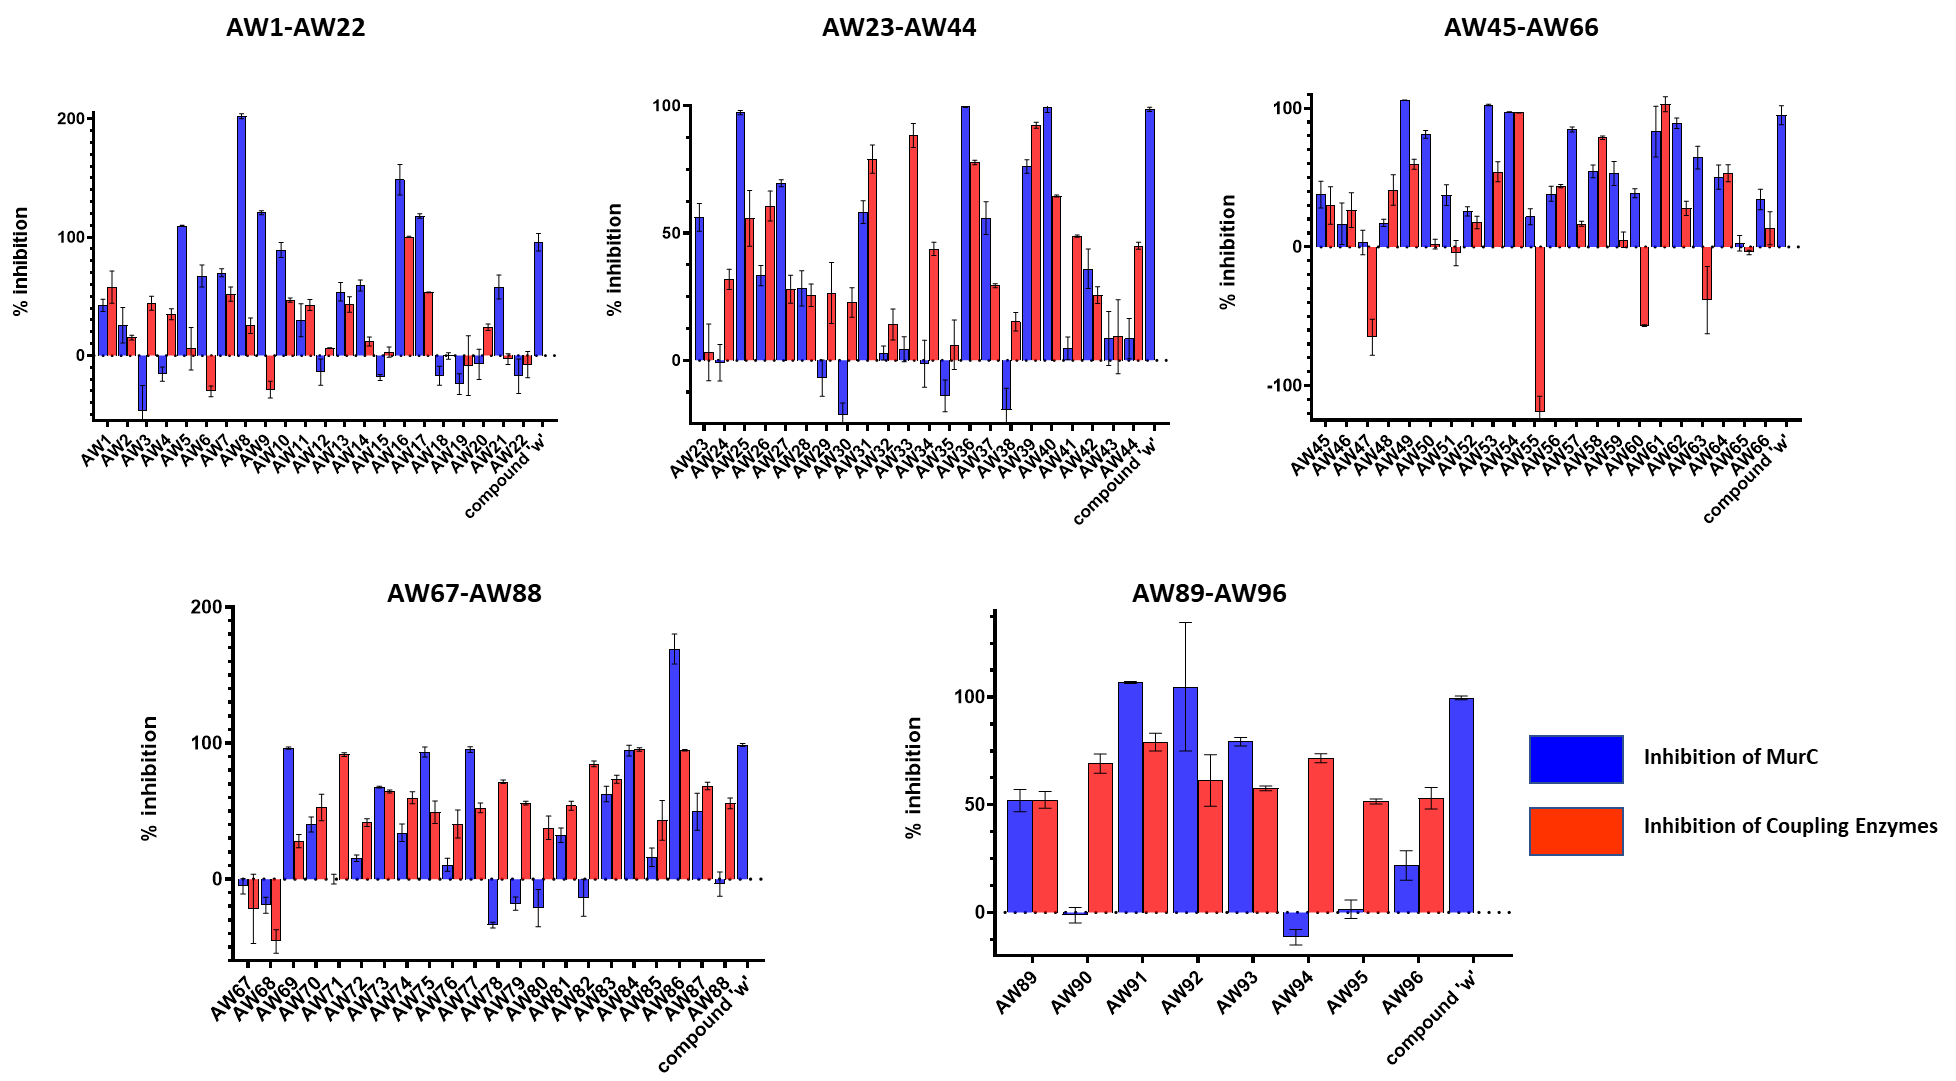 AW1-AW22
% inhibition
200
100
0
AW1
AW2
AW3
AW4
AW5
AW6
AW7
AW8
AW9
AW10
AW11
AW12
AW13
AW14
AW15
AW16
AW17
AW18
AW19
AW20
AW21
AW22
compound 'w'
AW23-AW44
% inhibition
100
50
0
AW23
AW24
AW25
AW26
AW27
AW28
AW29
AW30
AW31
AW32
AW33
AW34
AW35
AW36
AW37
AW38
AW39
AW40
AW41
AW42
AW43
AW44
compound 'w'
AW45-AW66
% inhibition
100
0
-100
AW45
AW46
AW47
AW48
AW49
AW50
AW51
AW52
AW53
AW54
AW55
AW56
AW57
AW58
AW59
AW60
AW61
AW62
AW63
AW64
AW65
AW66
compound 'w'
AW67-AW88
% inhibition
200
100
0
AW67
AW68
AW69
AW70
AW71
AW72
AW73
AW74
AW75
AW76
AW77
AW78
AW79
AW80
AW81
AW82
AW83
AW84
AW85
AW86
AW87
AW88
compound 'w'
AW89-AW96
% inhibition
100
50
0
AW89
AW90
AW91
AW92
AW93
AW94
AW95
AW96
compound 'w'
Inhibition of MurC
Inhibition of Coupling Enzymes